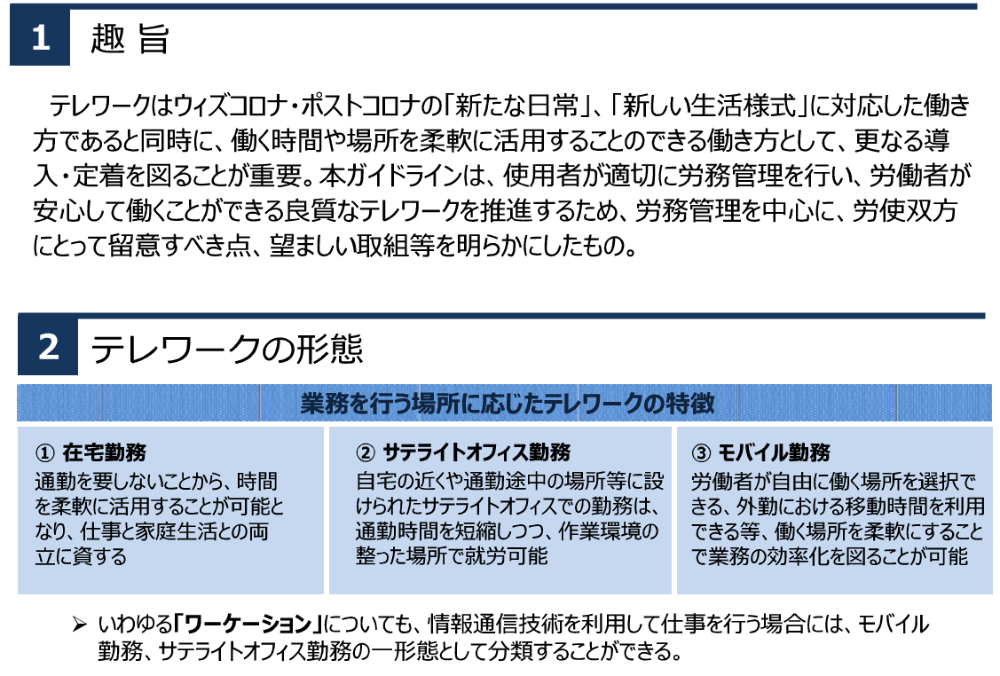 1 趣 旨
テレワークはウィズコロナ・ポストコロナの「新たな日常」、「新しい生活様式」に対応した働き
方であると同時に、働く時間や場所を柔軟に活用することのできる働き方として、更なる導
入・定着を図ることが重要。本ガイドラインは、使用者が適切に労務管理を行い、労働者が
安心して働くことができる良質なテレワークを推進するため、労務管理を中心に、労使双方
にとって留意すべき点、望ましい取組等を明らかにしたもの。
2 テレワークの形態
業務を行う場所に応じたテレワークの特徴
① 在宅勤務
通勤を要しないことから、時間
を柔軟に活用することが可能と
なり、仕事と家庭生活との両
立に資する
② サテライトオフィス勤務
自宅の近くや通勤途中の場所等に設
けられたサテライトオフィスでの勤務は、
通勤時間を短縮しつつ、作業環境の
整った場所で就労可能
③ モバイル勤務
労働者が自由に働く場所を選択で
きる、外勤における移動時間を利用
できる等、働く場所を柔軟にすること
で業務の効率化を図ることが可能
➢ いわゆる「ワーケーション」についても、情報通信技術を利用して仕事を行う場合には、モバイル
勤務、サテライトオフィス勤務の一形態として分類することができる。